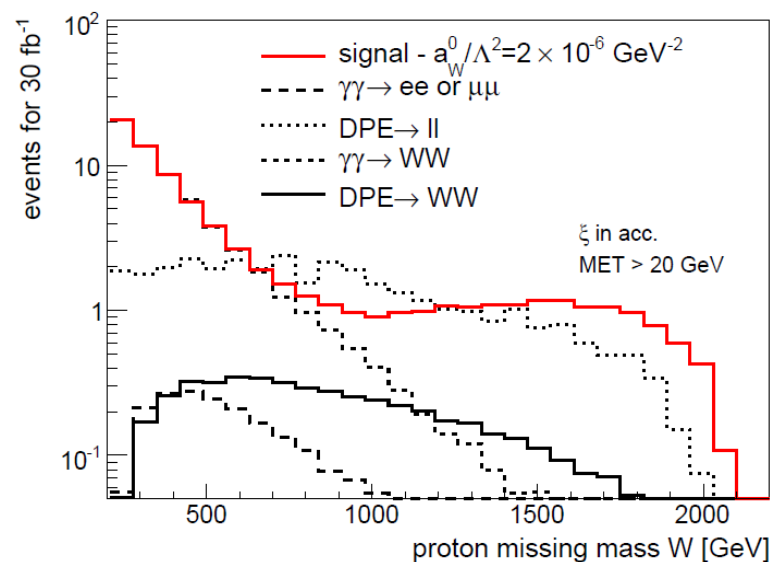 10²
10
1
10⁻¹
events for 30 fb⁻¹
signal - a⁰_W/Λ²=2 × 10⁻⁶ GeV⁻²
γγ→ ee or μμ
DPE→ ll
γγ→ WW
DPE→ WW
ξ in acc.
MET > 20 GeV
500 1000 1500 2000
proton missing mass W [GeV]